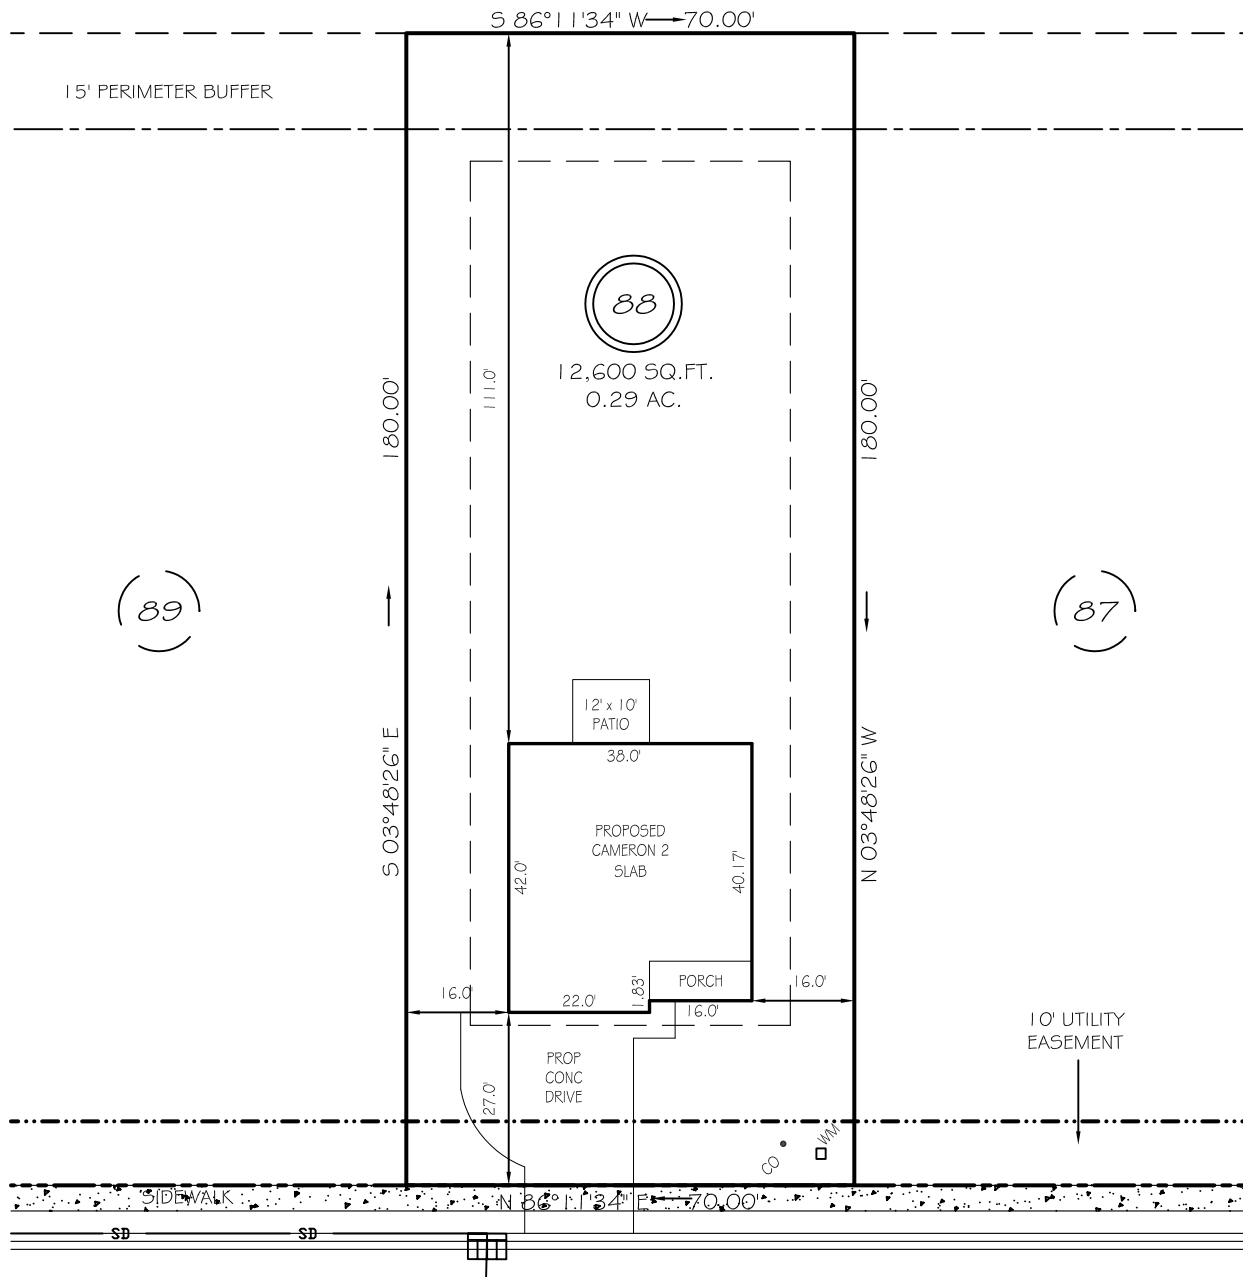 S 86°11'34" W 70.00'
15' PERIMETER BUFFER
88
12,600 SQ.FT.
0.29 AC.
111.0'
180.00'
180.00'
89
87
12' x 10'
PATIO
38.0'
S 03°48'26" E
N 03°48'26" W
PROPOSED
CAMERON 2
SLAB
42.0'
40.17'
PORCH
16.0'
22.0'
1.83'
16.0'
16.0'
10' UTILITY
EASEMENT
PROP
CONC
DRIVE
27.0'
CO
WM
SIDEWALK
N 86°11'34" E 70.00'
SD
SD